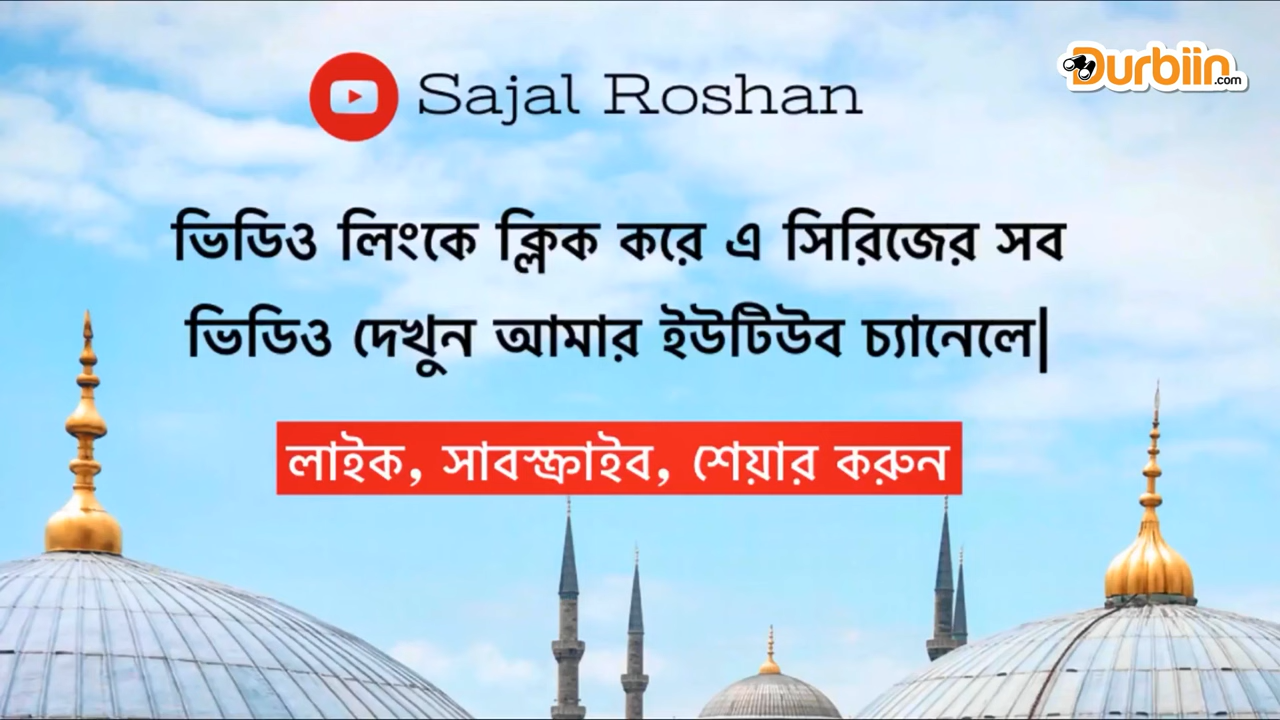 Sajal Roshan
Durbiin.com
ভিডিও লিংকে ক্লিক করে এ সিরিজের সব
ভিডিও দেখুন আমার ইউটিউব চ্যানেলে|
লাইক, সাবস্ক্রাইব, শেয়ার করুন